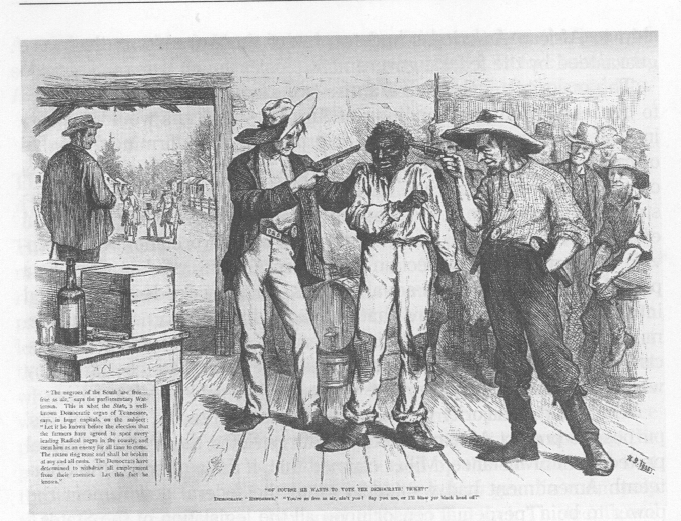 "The negroes of the South are free—
free as air," says the parliamentary Wat-
terson. This is what the State, a well-
known Democratic organ of Tennessee,
says, in huge capitals, on the subject:
"Let it be known before the election that
the farmers have agreed to spot every
leading Radical negro in the county, and
treat him as an enemy for all time to come.
The rotten ring must and shall be broken
at any and all costs. The Democrats have
determined to withdraw all employment
from their enemies. Let this fact be
known."
"OF COURSE HE WANTS TO VOTE THE DEMOCRATIC TICKET!"
DEMOCRATIC "REFORMER." "You're as free as air, ain't you? Say you are, or I'll blow yer black head off!"